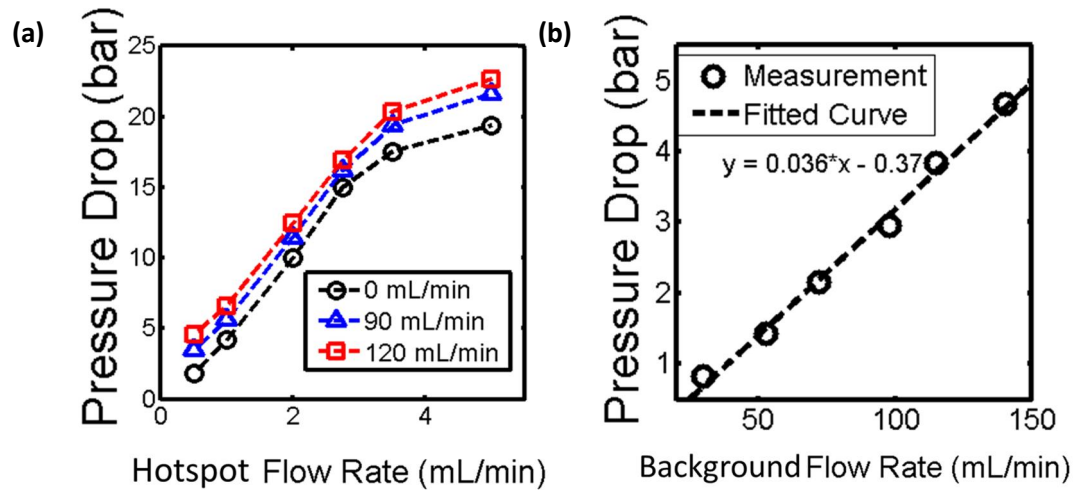 (a)
Pressure Drop (bar)
25
20
15
10
5
0
0 2 4
0 mL/min
90 mL/min
120 mL/min
Hotspot Flow Rate (mL/min)
(b)
Pressure Drop (bar)
5
4
3
2
1
50 100 150
Measurement
Fitted Curve
y = 0.036*x - 0.37
Background Flow Rate (mL/min)